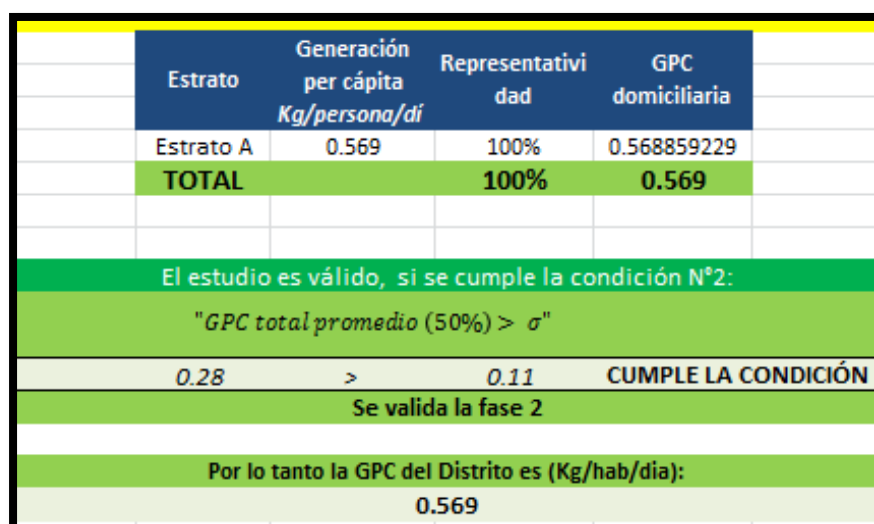 Estrato Generación per cápita Kg/persona/dí Representativi dad GPC domiciliaria
Estrato A 0.569 100% 0.568859229
TOTAL 100% 0.569
El estudio es válido, si se cumple la condición N°2:
"GPC total promedio (50%) > σ"
0.28 > 0.11 CUMPLE LA CONDICIÓN
Se valida la fase 2
Por lo tanto la GPC del Distrito es (Kg/hab/dia):
0.569